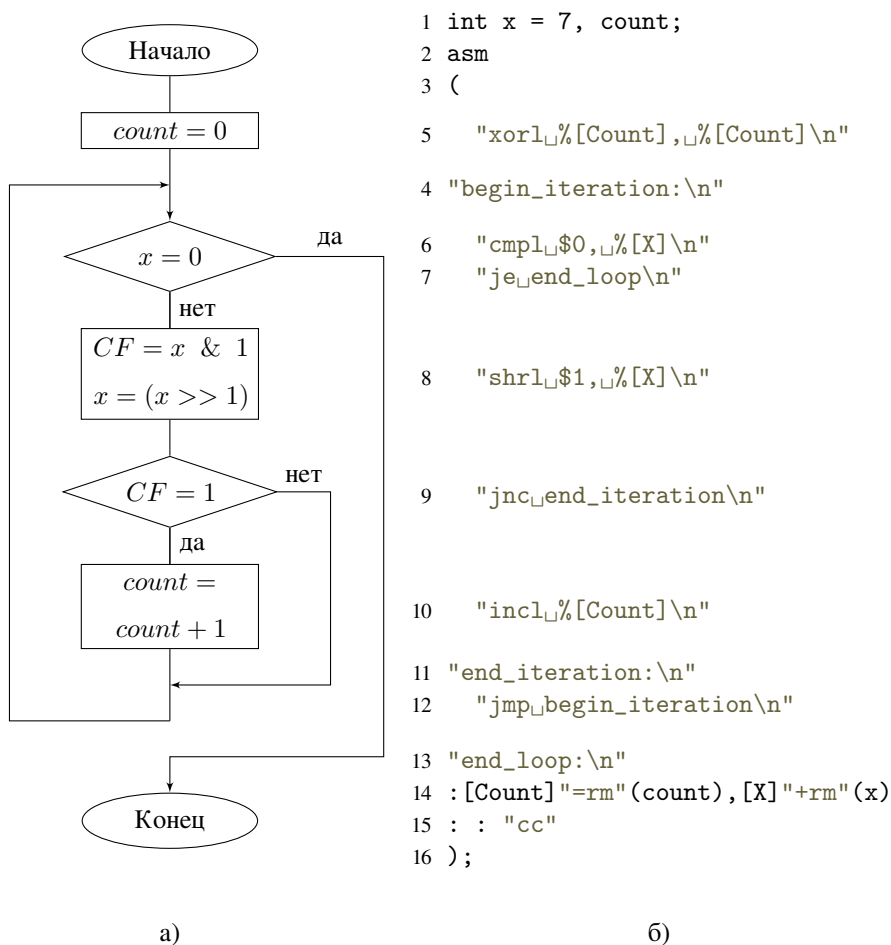 Начало
count = 0
x = 0
да
нет
CF = x & 1
x = (x >> 1)
CF = 1
нет
да
count =
count + 1
Конец
а)
1 int x = 7, count;
2 asm
3 (
5 "xorl␣%[Count],␣%[Count]\n"
4 "begin_iteration:\n"
6 "cmpl␣$0,␣%[X]\n"
7 "je␣end_loop\n"
8 "shrl␣$1,␣%[X]\n"
9 "jnc␣end_iteration\n"
10 "incl␣%[Count]\n"
11 "end_iteration:\n"
12 "jmp␣begin_iteration\n"
13 "end_loop:\n"
14 :[Count]"=rm"(count),[X]"+rm"(x)
15 : : "cc"
16 );
б)